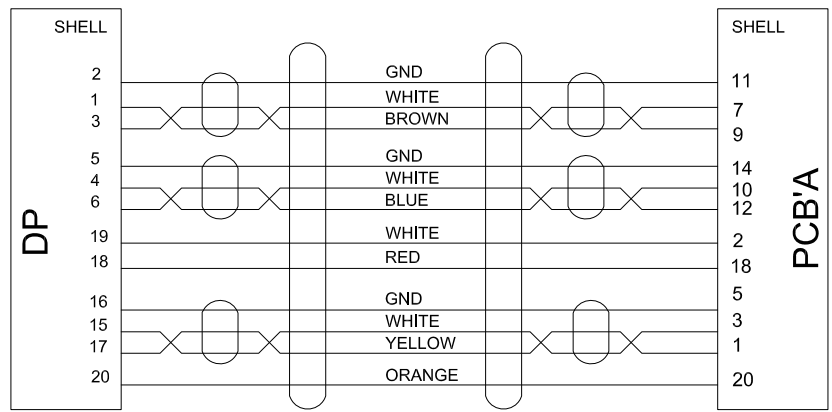 SHELL SHELL
2 GND 11
1 WHITE 7
3 BROWN 9
5 GND 14
4 WHITE 10
6 BLUE 12
DP
PCB'A
19 WHITE 2
18 RED 18
5
16 GND
15 WHITE 3
17 YELLOW 1
20 ORANGE 20